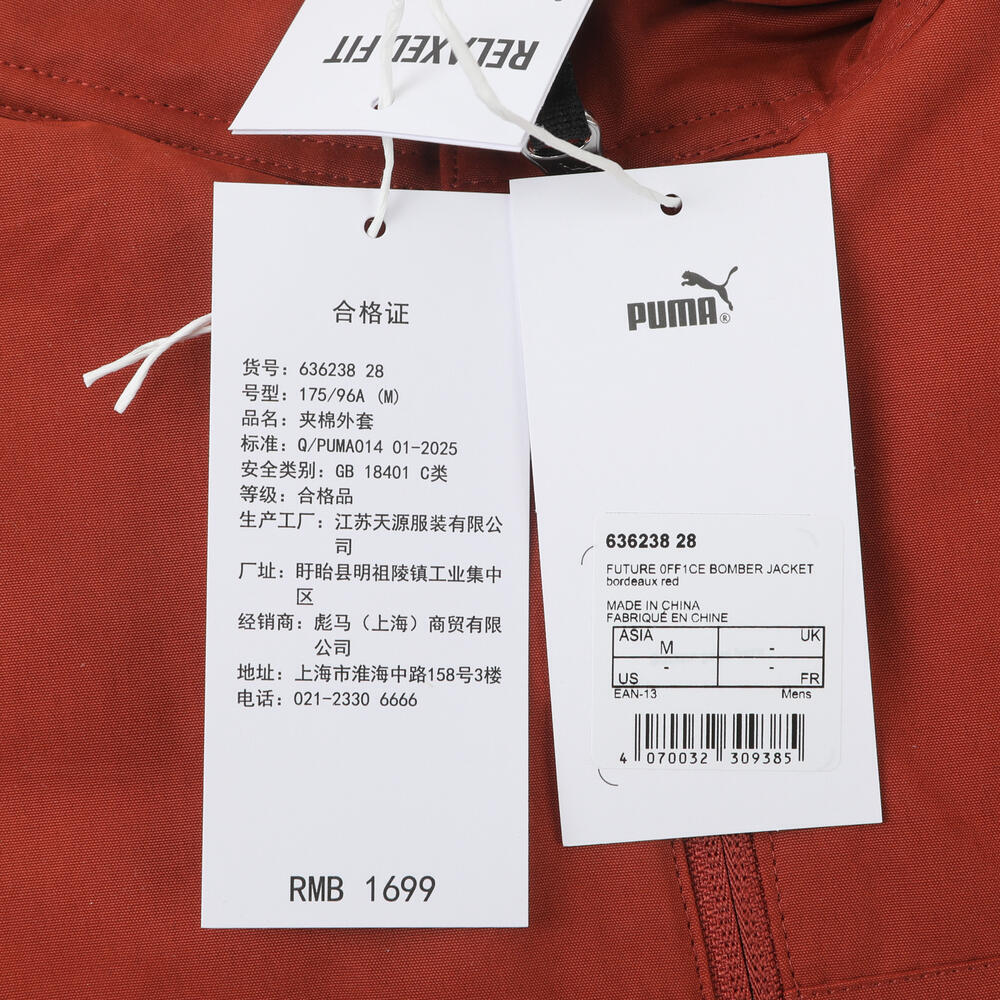 RELAXED FIT
合格证
货号：636238 28
号型：175/96A (M)
品名：夹棉外套
标准：Q/PUMA014 01-2025
安全类别：GB 18401 C类
等级：合格品
生产工厂：江苏天源服装有限公
司
厂址：盱眙县明祖陵镇工业集中
区
经销商：彪马（上海）商贸有限
公司
地址：上海市淮海中路158号3楼
电话：021-2330 6666
RMB 1699
PUMA®
636238 28
FUTURE 0FF1CE BOMBER JACKET
bordeaux red
MADE IN CHINA
FABRIQUÉ EN CHINE
ASIA M - UK
US - - FR
EAN-13 Mens
4 070032 309385